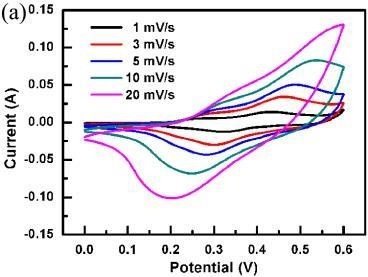 (a)
0.15
0.10
0.05
0.00
-0.05
-0.10
-0.15
Current (A)
1 mV/s
3 mV/s
5 mV/s
10 mV/s
20 mV/s
0.0 0.1 0.2 0.3 0.4 0.5 0.6
Potential (V)